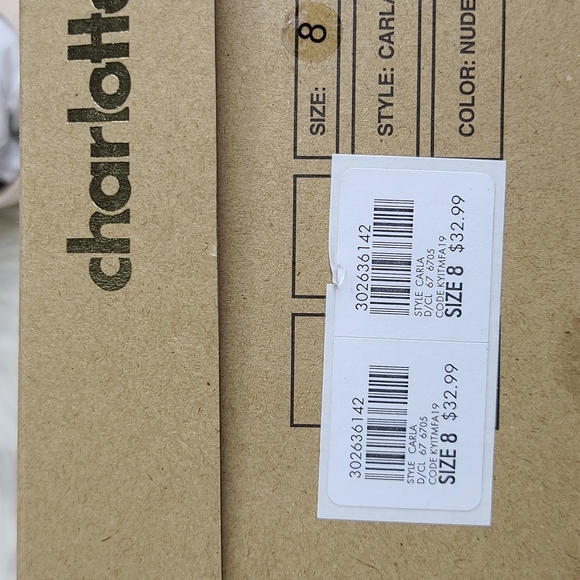 charlotte
SIZE: 8
STYLE: CARLA
COLOR: NUDE
302636142
STYLE CARLA
D/CL 67 6705
CODE KYITMFA19
SIZE 8 $32.99
302636142
STYLE CARLA
D/CL 67 6705
CODE KYITMFA19
SIZE 8 $32.99